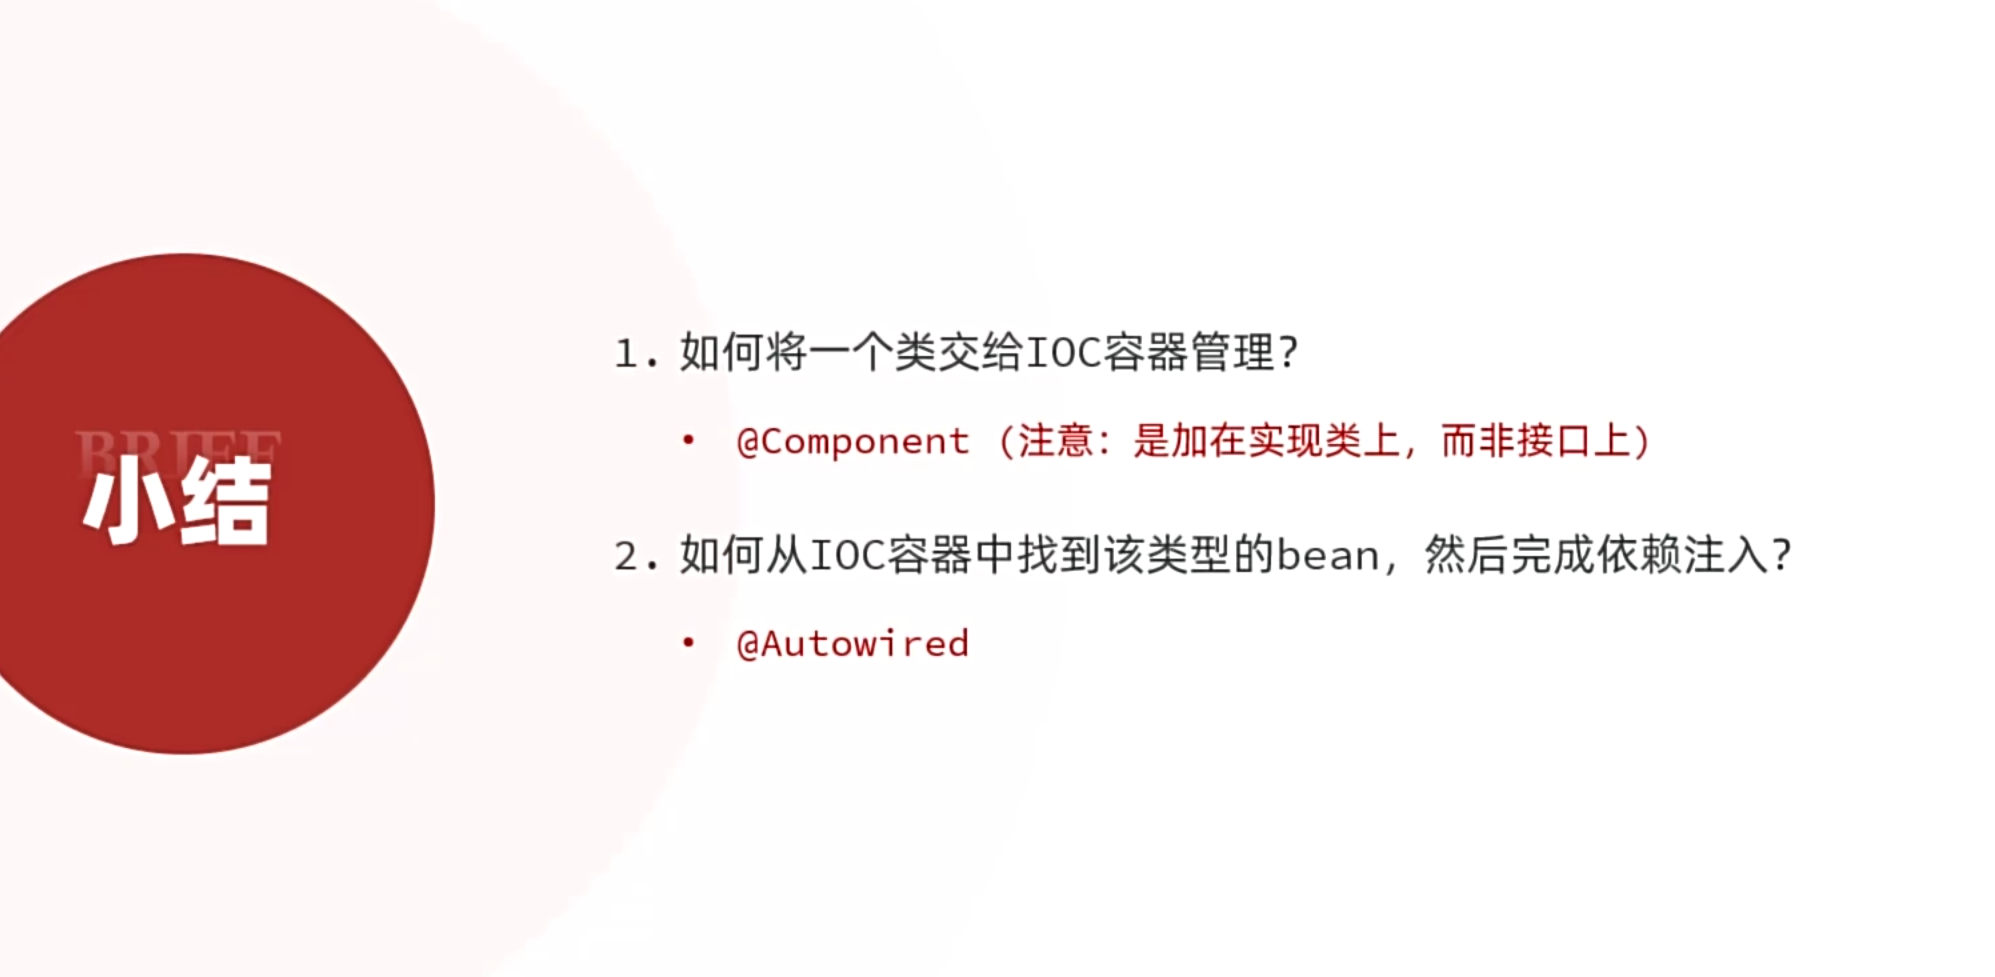 BRIEF
小结
1. 如何将一个类交给IOC容器管理？
• @Component (注意：是加在实现类上，而非接口上)
2. 如何从IOC容器中找到该类型的bean，然后完成依赖注入？
• @Autowired